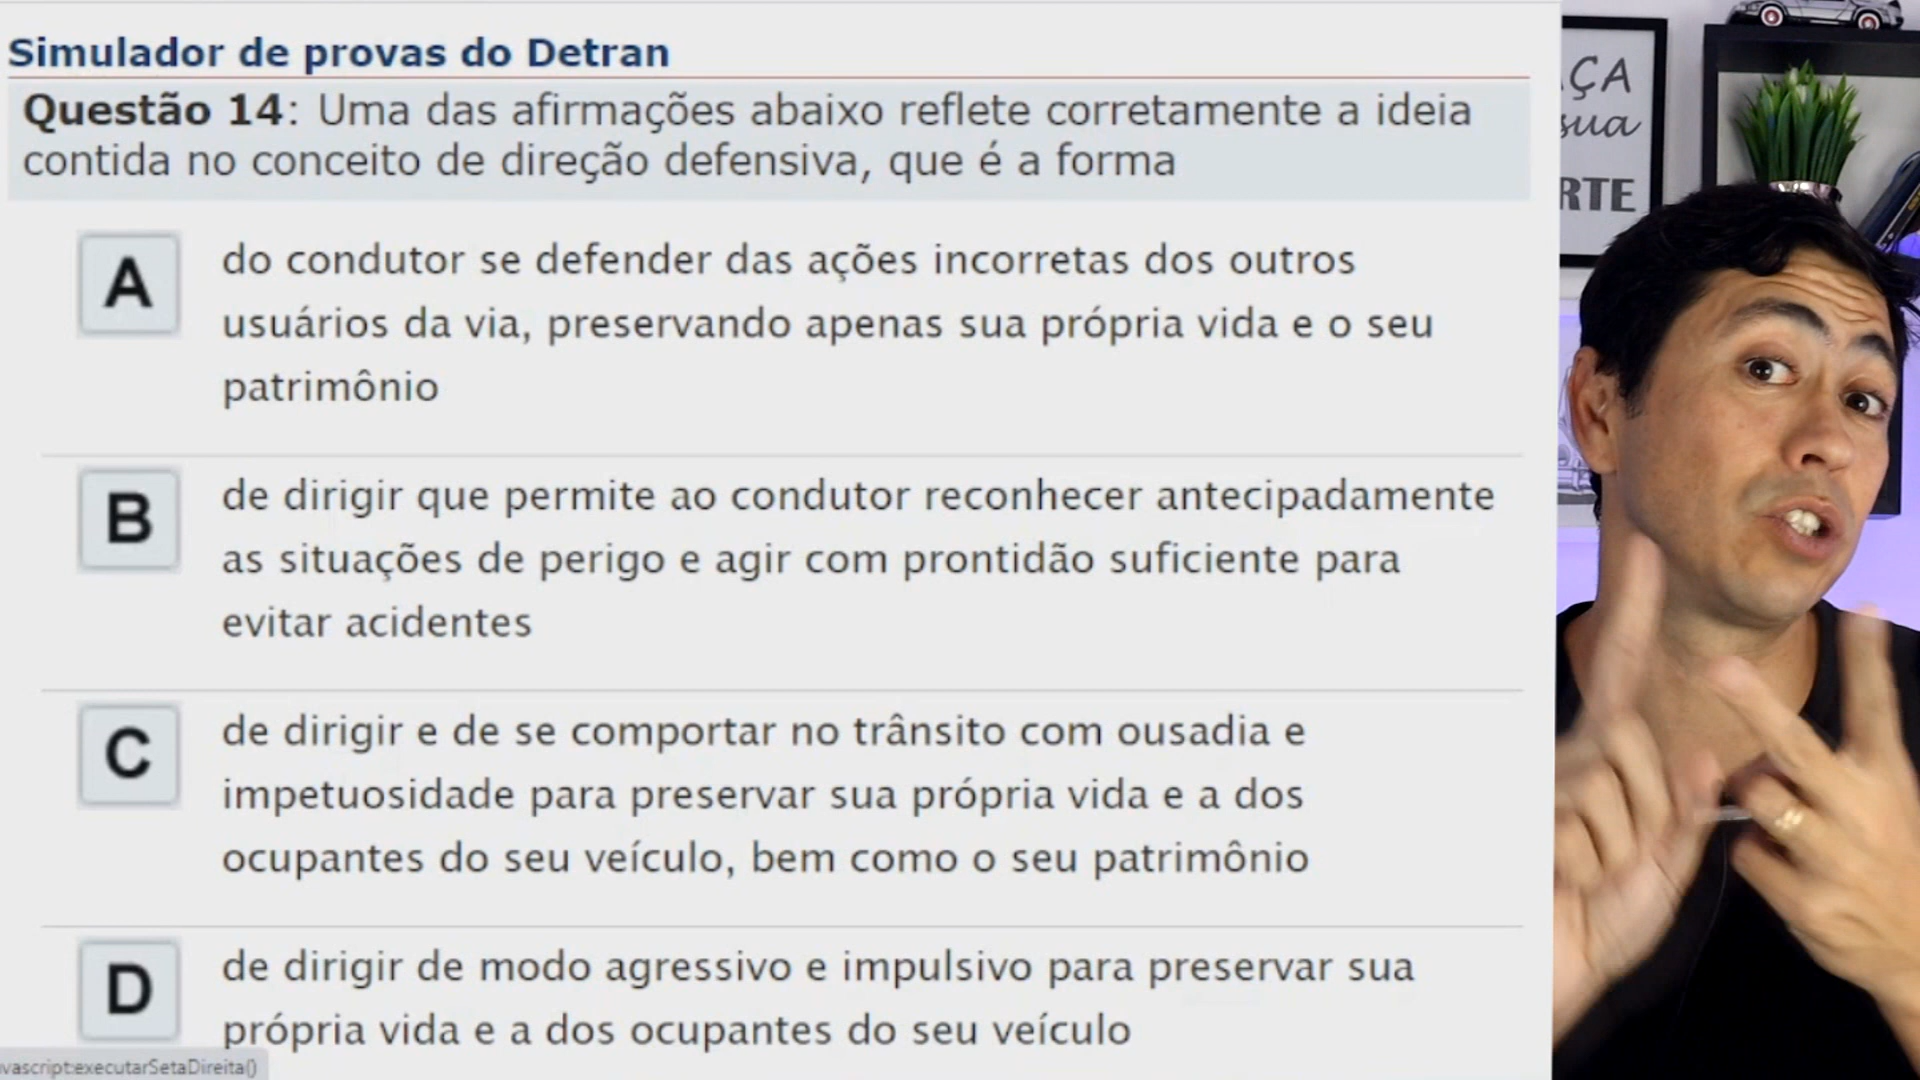 Simulador de provas do Detran
Questão 14: Uma das afirmações abaixo reflete corretamente a ideia
contida no conceito de direção defensiva, que é a forma
A
do condutor se defender das ações incorretas dos outros
usuários da via, preservando apenas sua própria vida e o seu
patrimônio
B
de dirigir que permite ao condutor reconhecer antecipadamente
as situações de perigo e agir com prontidão suficiente para
evitar acidentes
C
de dirigir e de se comportar no trânsito com ousadia e
impetuosidade para preservar sua própria vida e a dos
ocupantes do seu veículo, bem como o seu patrimônio
D
de dirigir de modo agressivo e impulsivo para preservar sua
própria vida e a dos ocupantes do seu veículo
vascript:executarSetaDireita()
ÇA
sua
RTE